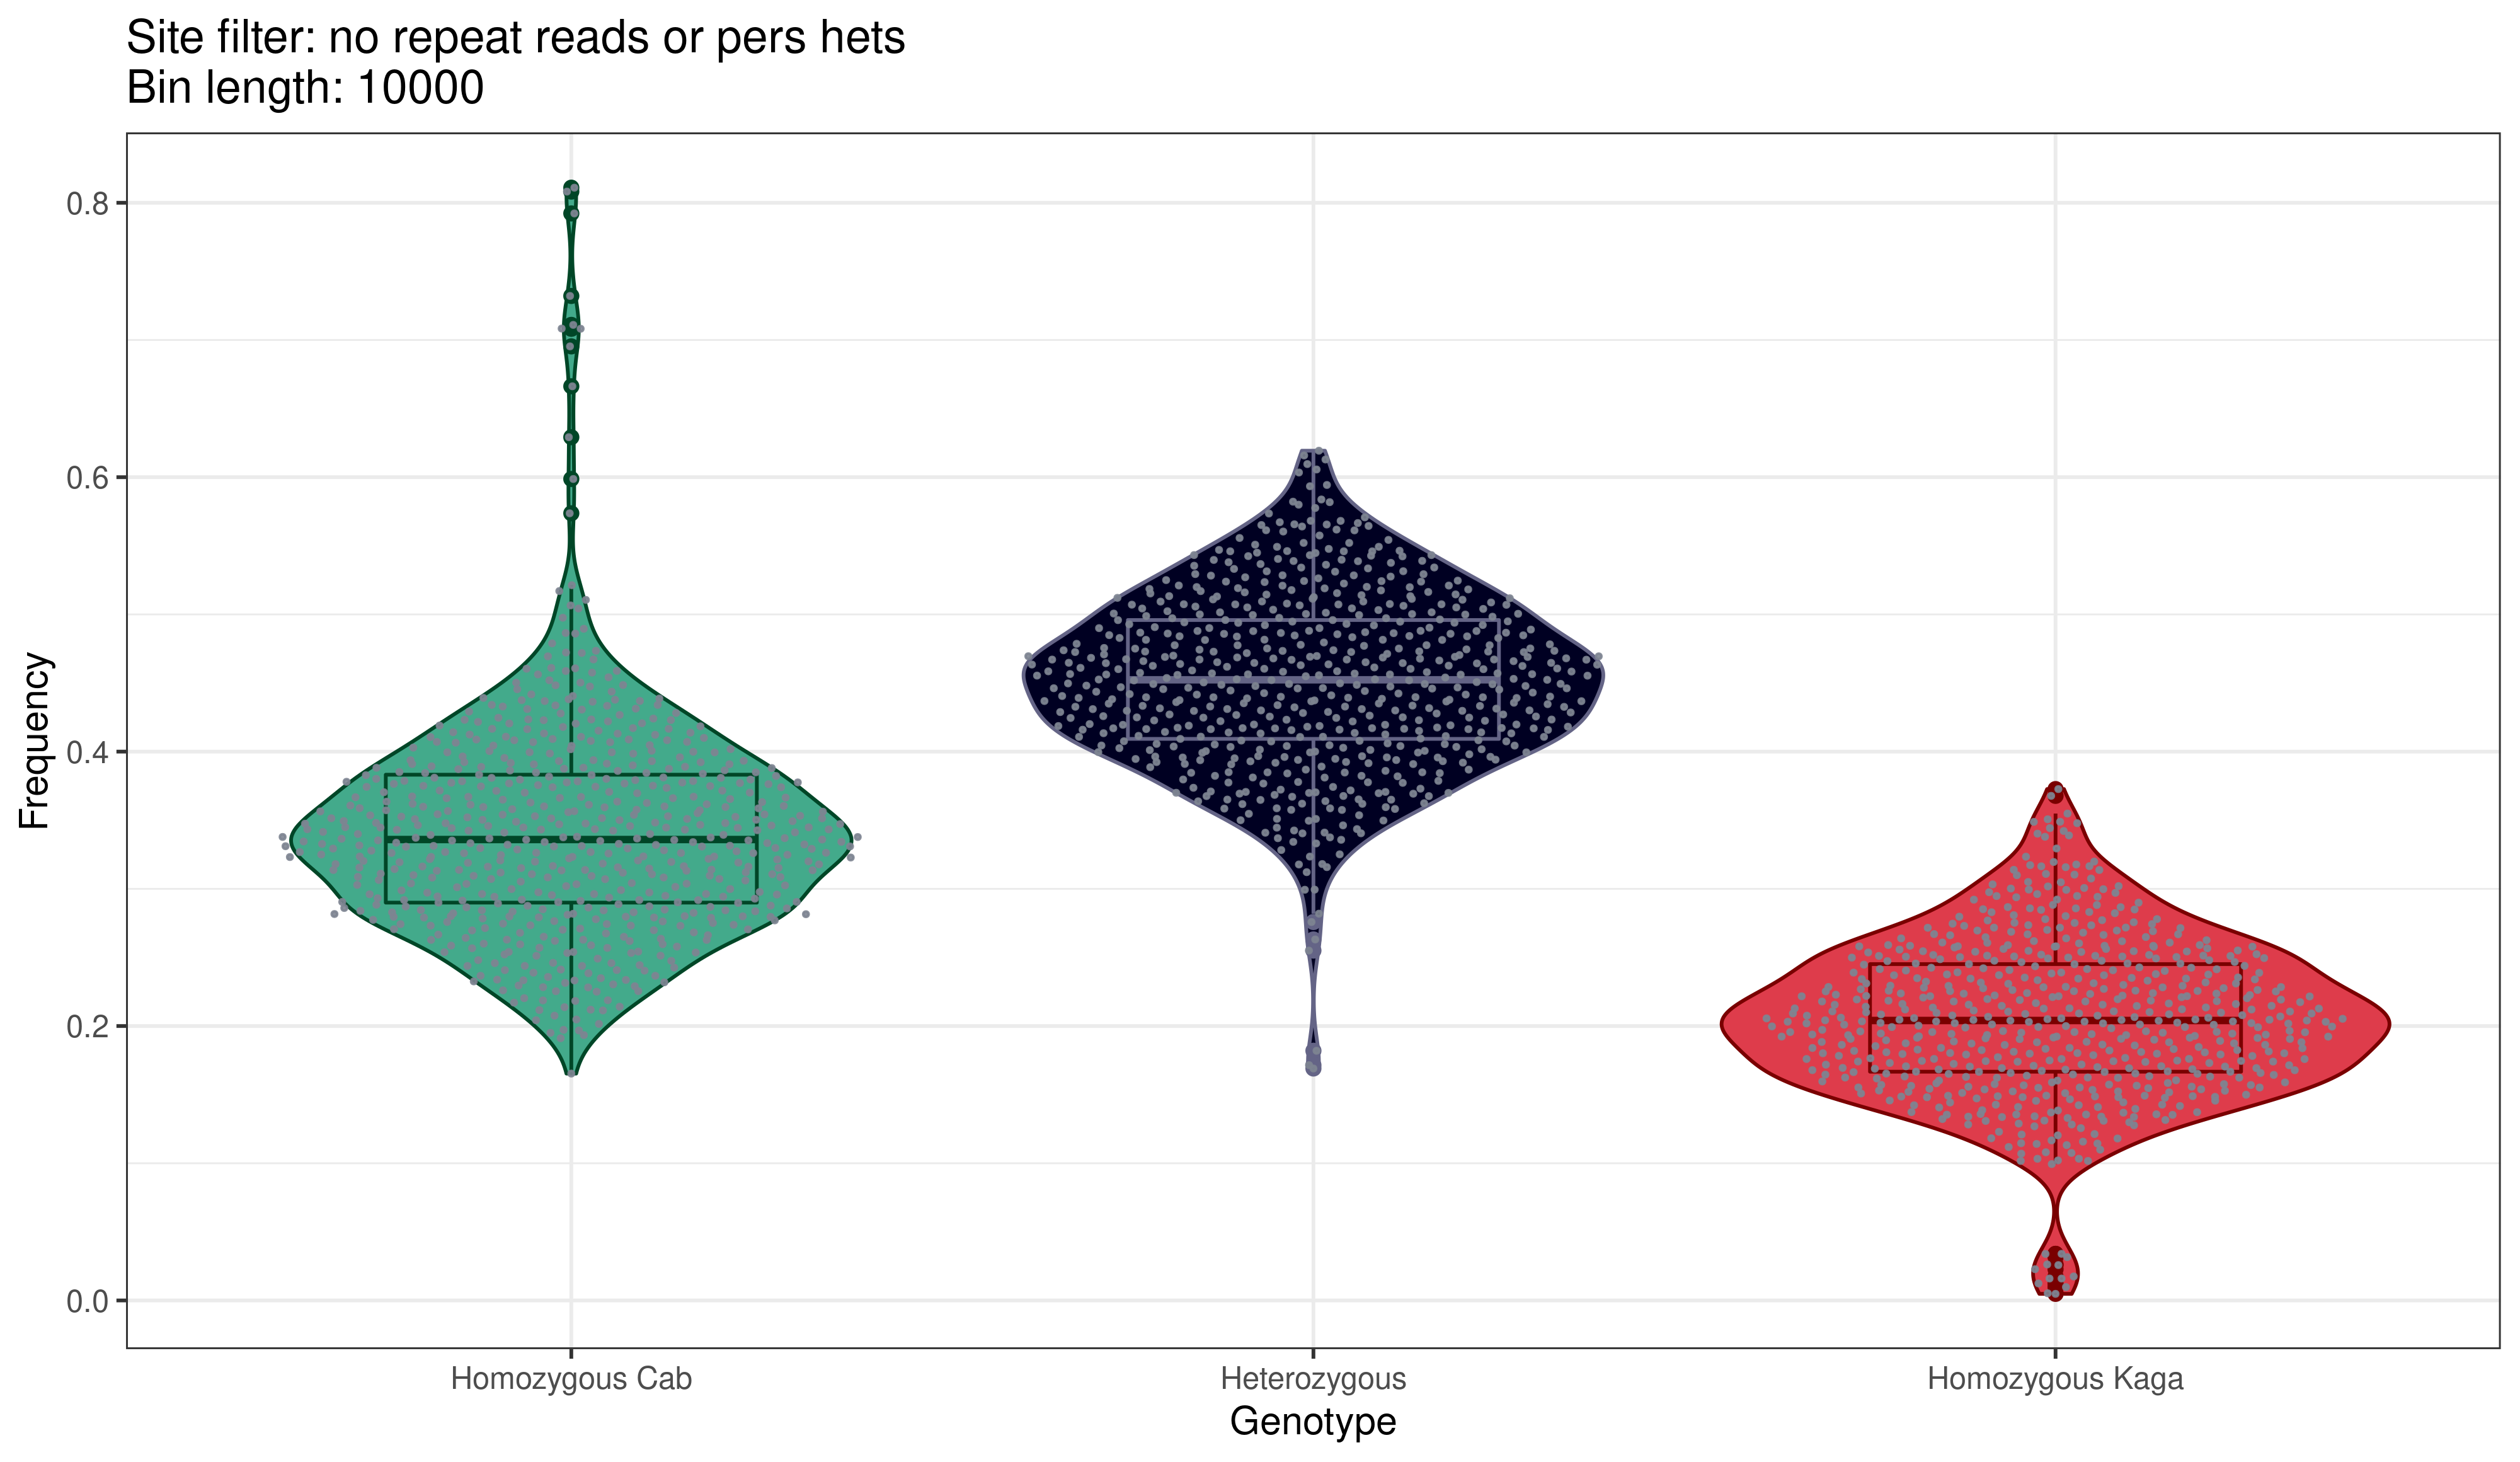 Site filter: no repeat reads or pers hets
Bin length: 10000
Frequency
0.8
0.6
0.4
0.2
0.0
Homozygous Cab
Heterozygous
Homozygous Kaga
Genotype